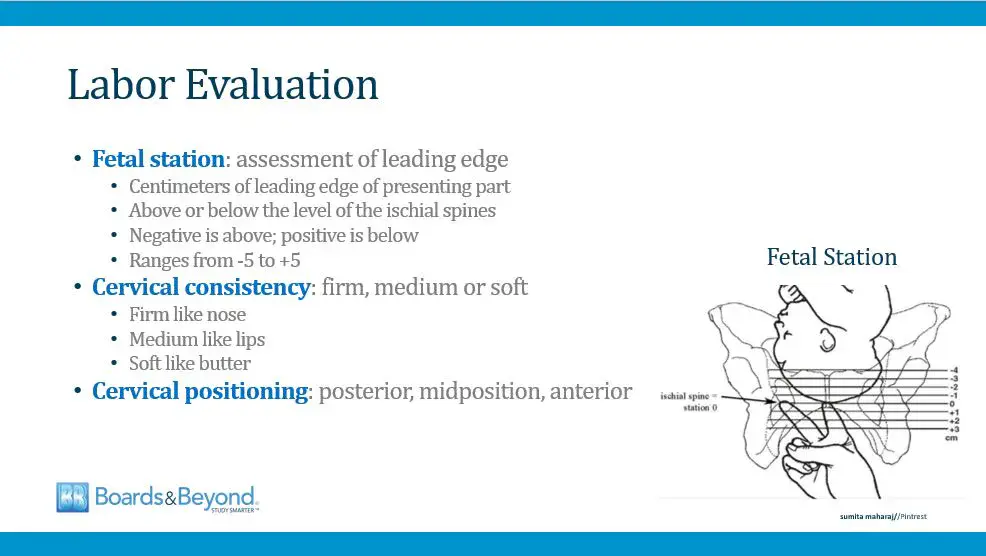 Labor Evaluation
• Fetal station: assessment of leading edge
• Centimeters of leading edge of presenting part
• Above or below the level of the ischial spines
• Negative is above; positive is below
• Ranges from -5 to +5
• Cervical consistency: firm, medium or soft
• Firm like nose
• Medium like lips
• Soft like butter
• Cervical positioning: posterior, midposition, anterior
Fetal Station
-4
-3
-2
-1
0
+1
+2
+3
cm
ischial spine =
station 0
BB Boards&Beyond®
STUDY SMARTER™
sumita maharaj//Pintrest